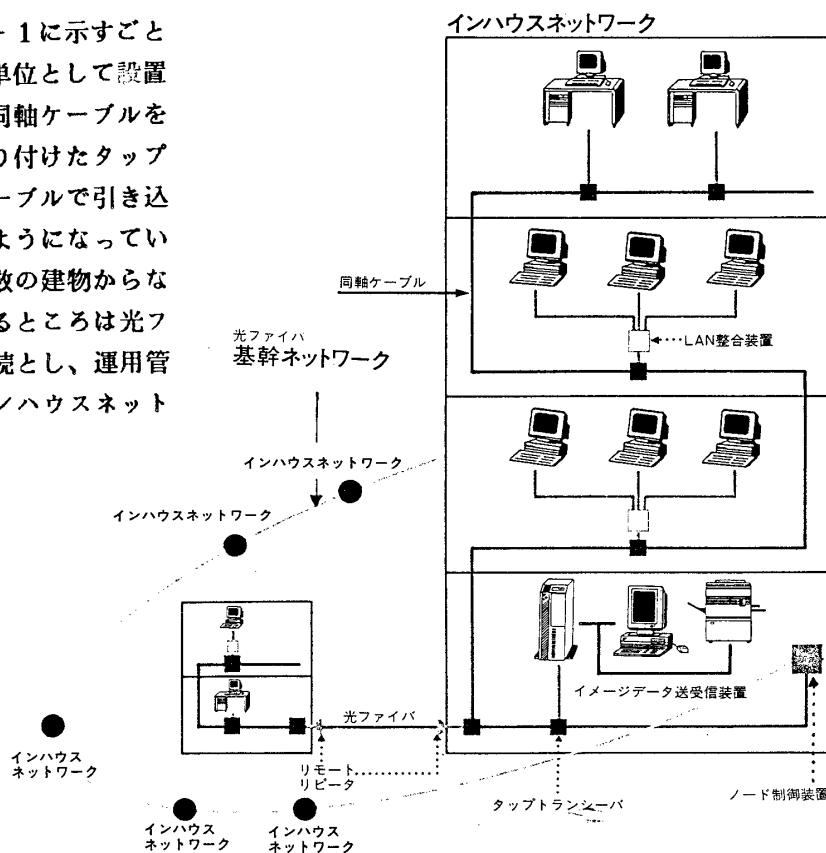 - 1に示すごと
単位として設置
同軸ケーブルを
り付けたタップ
ーブルで引き込
ようになってい
数の建物からな
るところは光フ
続とし、運用管
ンハウスネット
インハウスネットワーク
同軸ケーブル
LAN整合装置
光ファイバ
基幹ネットワーク
インハウスネットワーク
インハウスネットワーク
イメージデータ送受信装置
光ファイバ
インハウス
ネットワーク
リモート
リピータ
タップトランシーバ
ノード制御装置
インハウス
ネットワーク
インハウス
ネットワーク